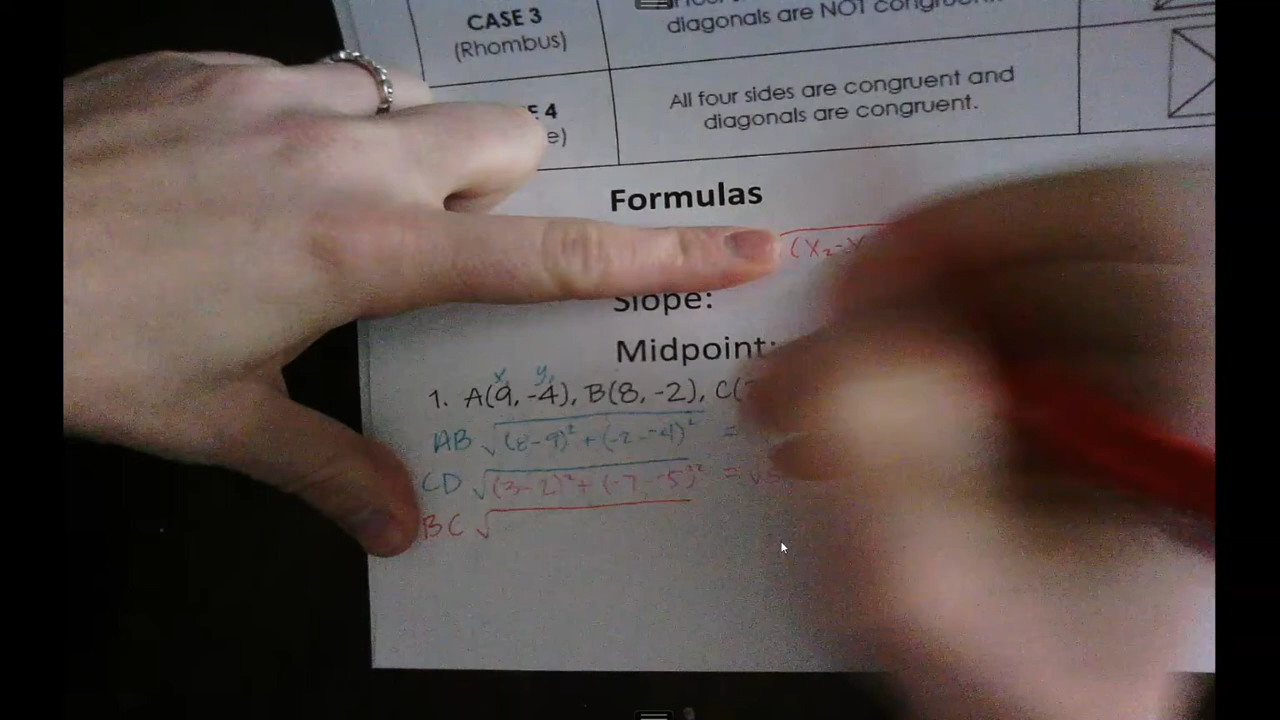 CASE 3
(Rhombus)
diagonals are NOT
E 4
e)
All four sides are congruent and
diagonals are congruent.
Formulas
(x₂-
Slope:
Midpoint:
x, y,
1. A(9, -4), B(8, -2), C(
AB √(8-9)² + (-2--4)² =
CD √(3-2)² + (-7--5)² = √
BC √